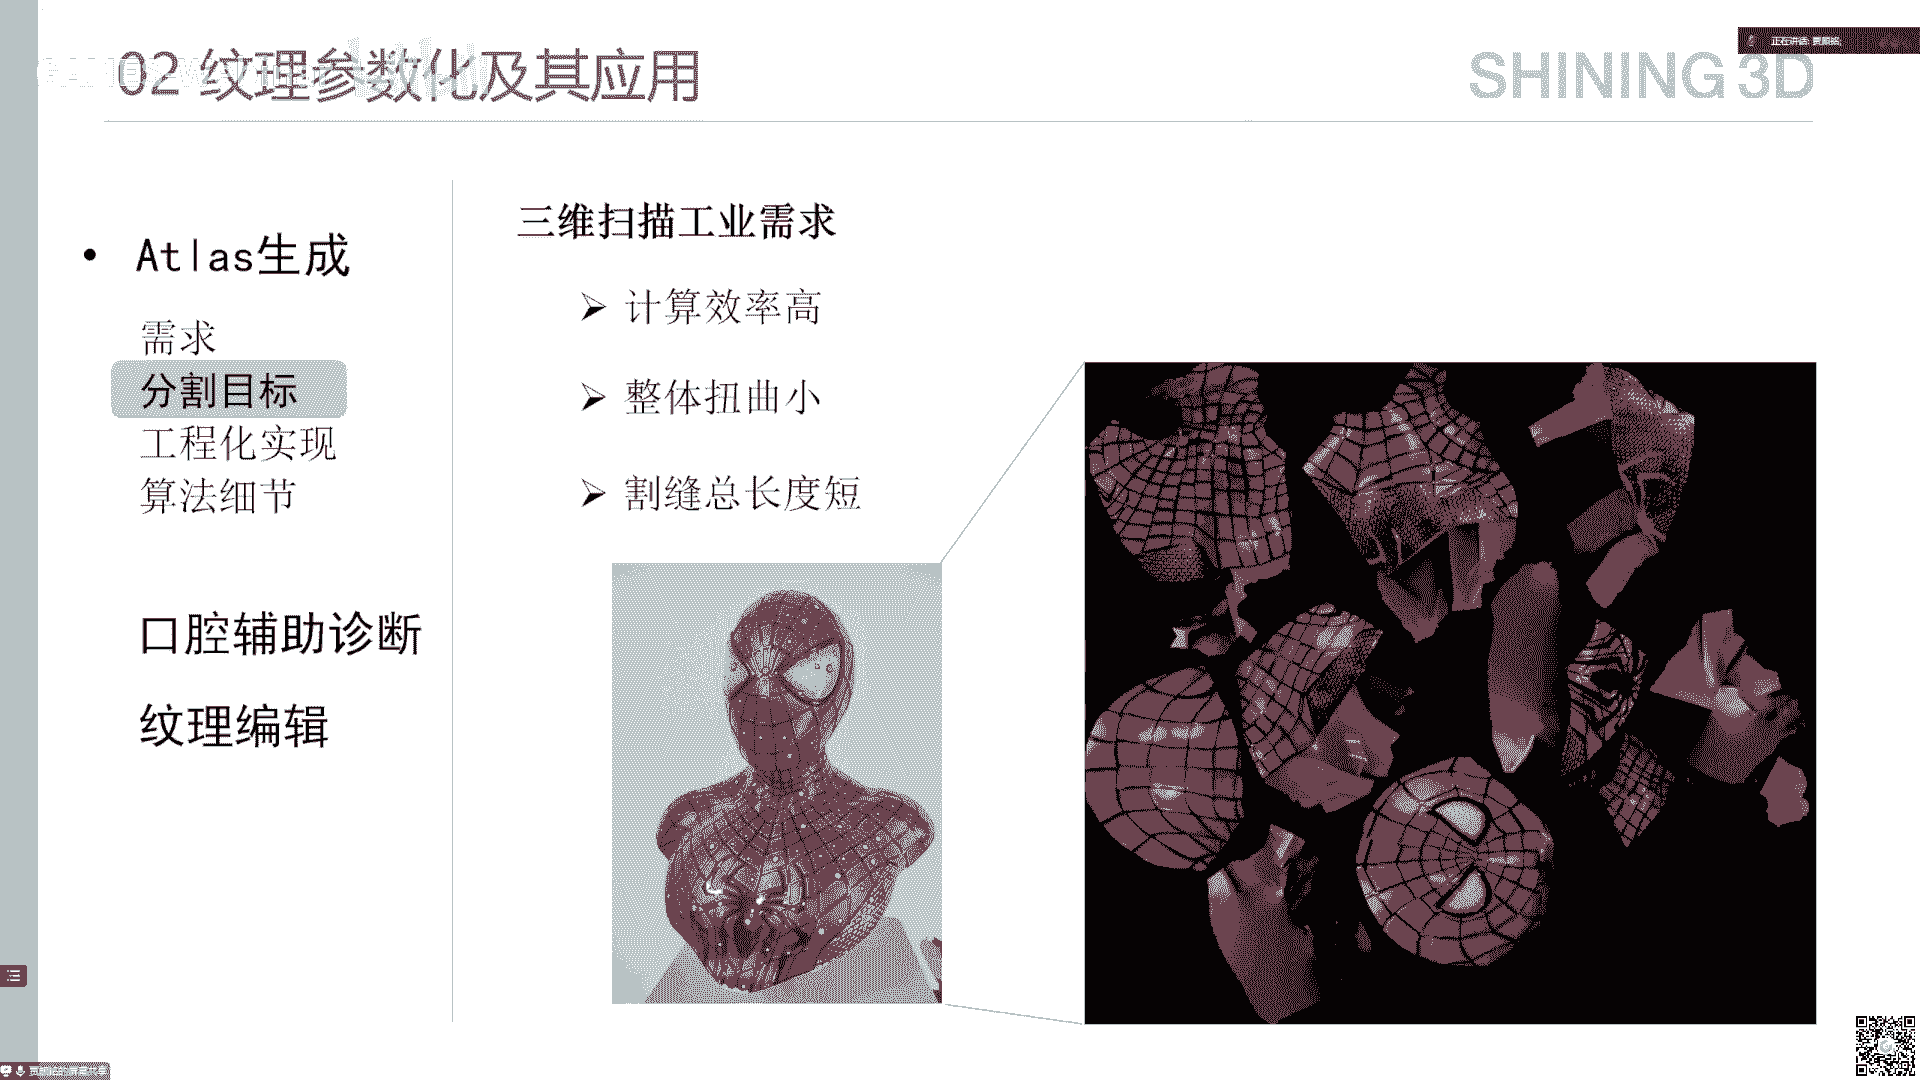 02 纹理参数化及其应用
SHINING 3D
Atlas生成
需求
分割目标
工程化实现
算法细节
口腔辅助诊断
纹理编辑
三维扫描工业需求
计算效率高
整体扭曲小
割缝总长度短